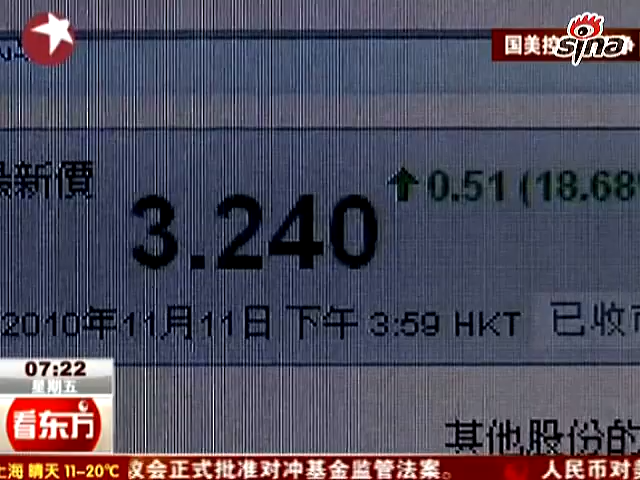 国美控
sina
最新價
3.240
0.51 (18.68
2010年11月11日 下午 3:59 HKT
已收市
07:22
星期五
看东方
其他股份的
上海 晴天 11-20℃
议会正式批准对冲基金监管法案。
人民币对美